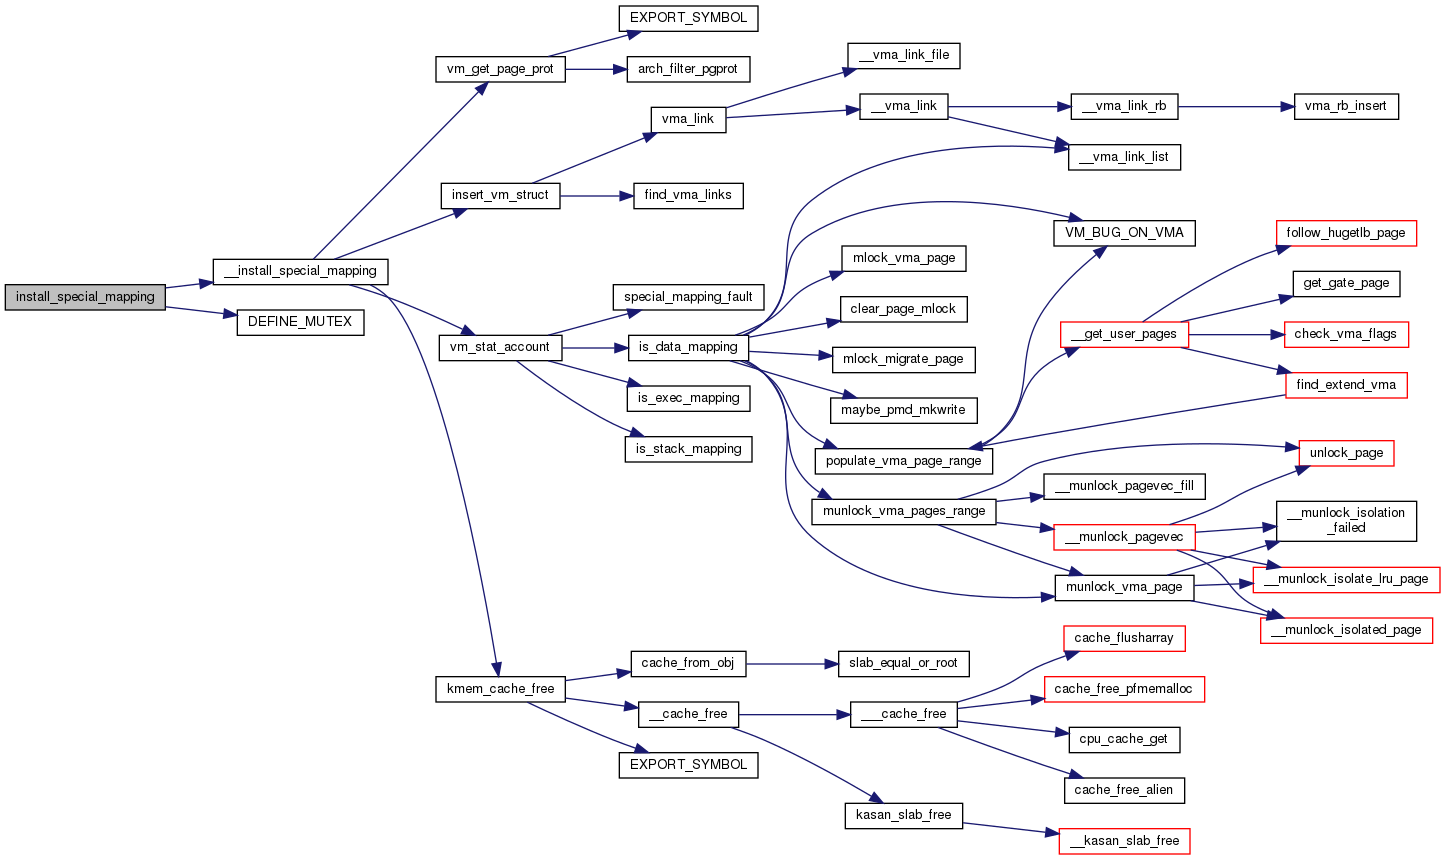 EXPORT_SYMBOL
vm_get_page_prot
arch_filter_pgprot
__vma_link_file
vma_link
__vma_link
__vma_link_rb
vma_rb_insert
__vma_link_list
insert_vm_struct
find_vma_links
VM_BUG_ON_VMA
follow_hugetlb_page
install_special_mapping
__install_special_mapping
DEFINE_MUTEX
mlock_vma_page
get_gate_page
special_mapping_fault
clear_page_mlock
vm_stat_account
is_data_mapping
__get_user_pages
check_vma_flags
mlock_migrate_page
is_exec_mapping
maybe_pmd_mkwrite
find_extend_vma
is_stack_mapping
populate_vma_page_range
unlock_page
__munlock_pagevec_fill
munlock_vma_pages_range
__munlock_isolation
_failed
__munlock_pagevec
munlock_vma_page
__munlock_isolate_lru_page
__munlock_isolated_page
cache_flusharray
cache_from_obj
slab_equal_or_root
kmem_cache_free
cache_free_pfmemalloc
__cache_free
___cache_free
cpu_cache_get
EXPORT_SYMBOL
cache_free_alien
kasan_slab_free
__kasan_slab_free